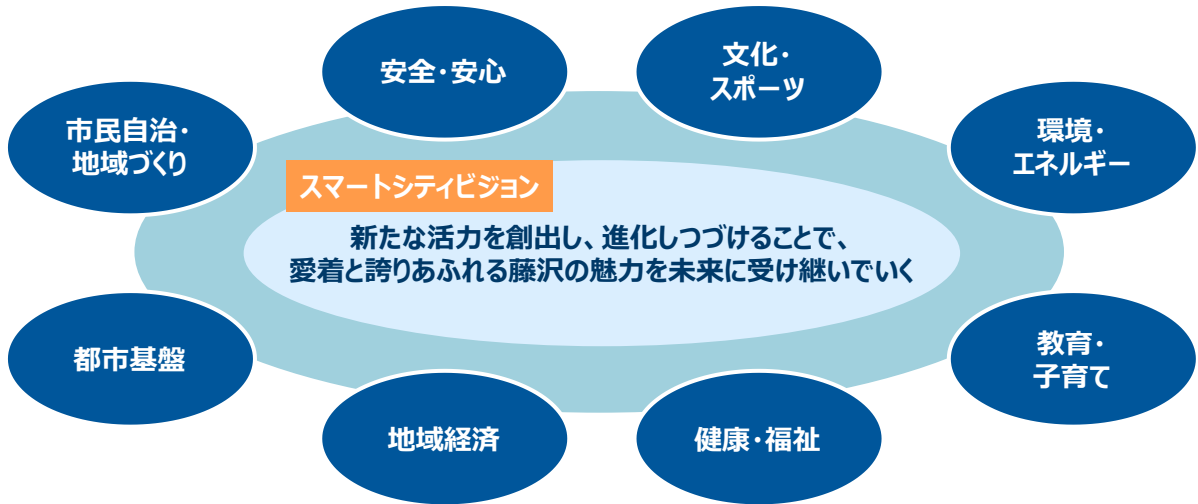 安全・安心
文化・
スポーツ
市民自治・
地域づくり
環境・
エネルギー
スマートシティビジョン
新たな活力を創出し、進化しつづけることで、
愛着と誇りあふれる藤沢の魅力を未来に受け継いでいく
都市基盤
教育・
子育て
地域経済
健康・福祉